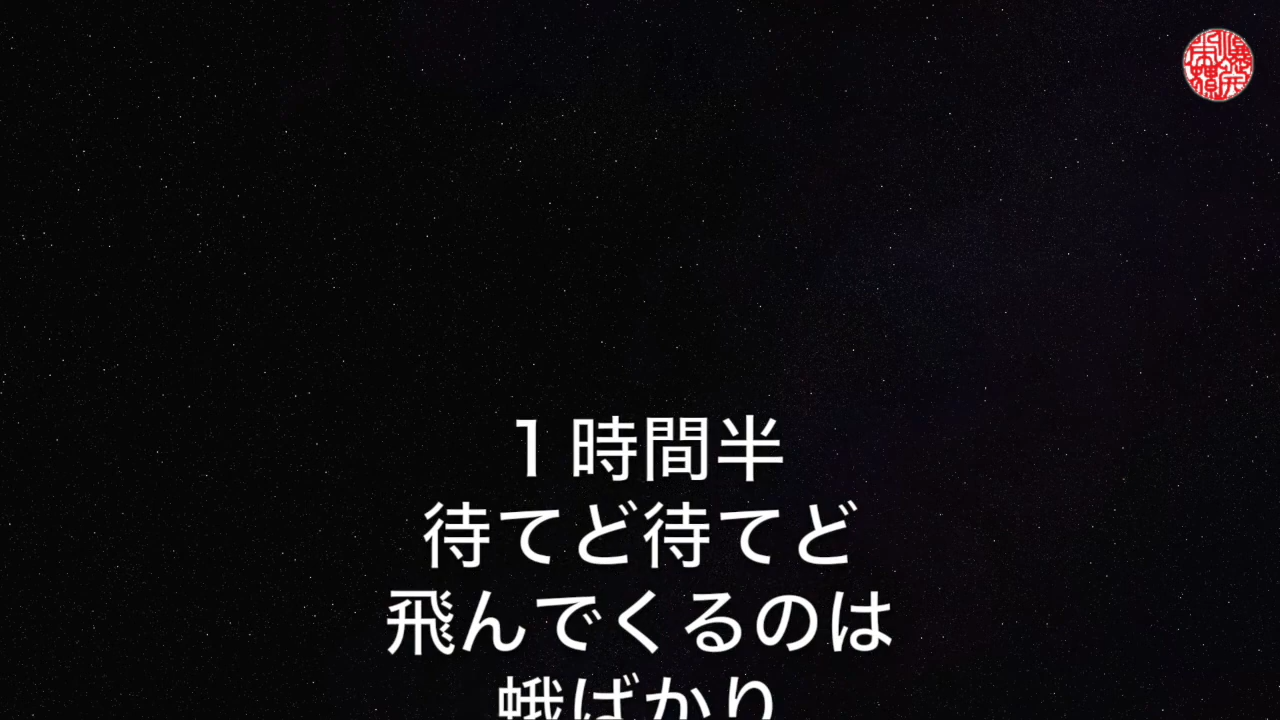 １時間半
待てど待てど
飛んでくるのは
蛾ばかり